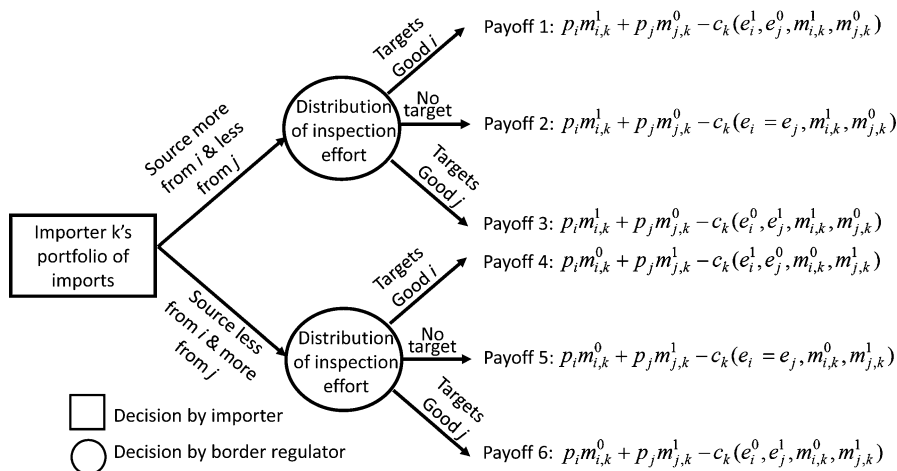 Importer k's
portfolio of
imports
Source more
from i & less
from j
Source less
from i & more
from j
Distribution
of inspection
effort
Targets
Good i
No
target
Targets
Good j
Payoff 1: p_i m^1_{i,k} + p_j m^0_{j,k} − c_k(e^1_i, e^0_j, m^1_{i,k}, m^0_{j,k})
Payoff 2: p_i m^1_{i,k} + p_j m^0_{j,k} − c_k(e_i = e_j, m^1_{i,k}, m^0_{j,k})
Payoff 3: p_i m^1_{i,k} + p_j m^0_{j,k} − c_k(e^0_i, e^1_j, m^1_{i,k}, m^0_{j,k})
Distribution
of inspection
effort
Targets
Good i
No
target
Targets
Good j
Payoff 4: p_i m^0_{i,k} + p_j m^1_{j,k} − c_k(e^1_i, e^0_j, m^0_{i,k}, m^1_{j,k})
Payoff 5: p_i m^0_{i,k} + p_j m^1_{j,k} − c_k(e_i = e_j, m^0_{i,k}, m^1_{j,k})
Payoff 6: p_i m^0_{i,k} + p_j m^1_{j,k} − c_k(e^0_i, e^1_j, m^0_{i,k}, m^1_{j,k})
Decision by importer
Decision by border regulator